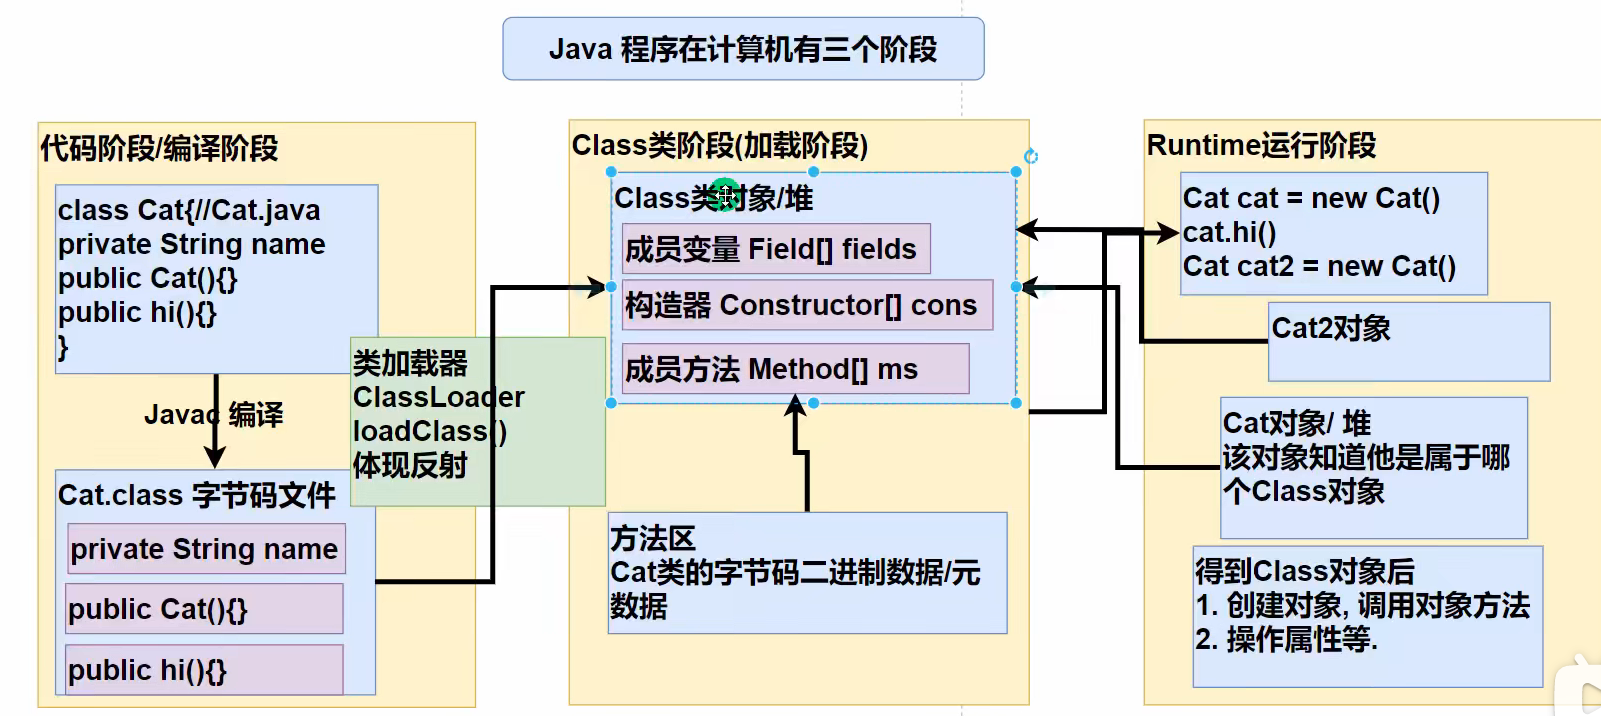 Java 程序在计算机有三个阶段
代码阶段/编译阶段
class Cat{//Cat.java
private String name
public Cat(){}
public hi(){}
}
Javac 编译
Cat.class 字节码文件
private String name
public Cat(){}
public hi(){}
类加载器
ClassLoader
loadClass()
体现反射
Class类阶段(加载阶段)
Class类对象/堆
成员变量 Field[] fields
构造器 Constructor[] cons
成员方法 Method[] ms
方法区
Cat类的字节码二进制数据/元
数据
Runtime运行阶段
Cat cat = new Cat()
cat.hi()
Cat cat2 = new Cat()
Cat2对象
Cat对象/ 堆
该对象知道他是属于哪
个Class对象
得到Class对象后
1. 创建对象, 调用对象方法
2. 操作属性等.